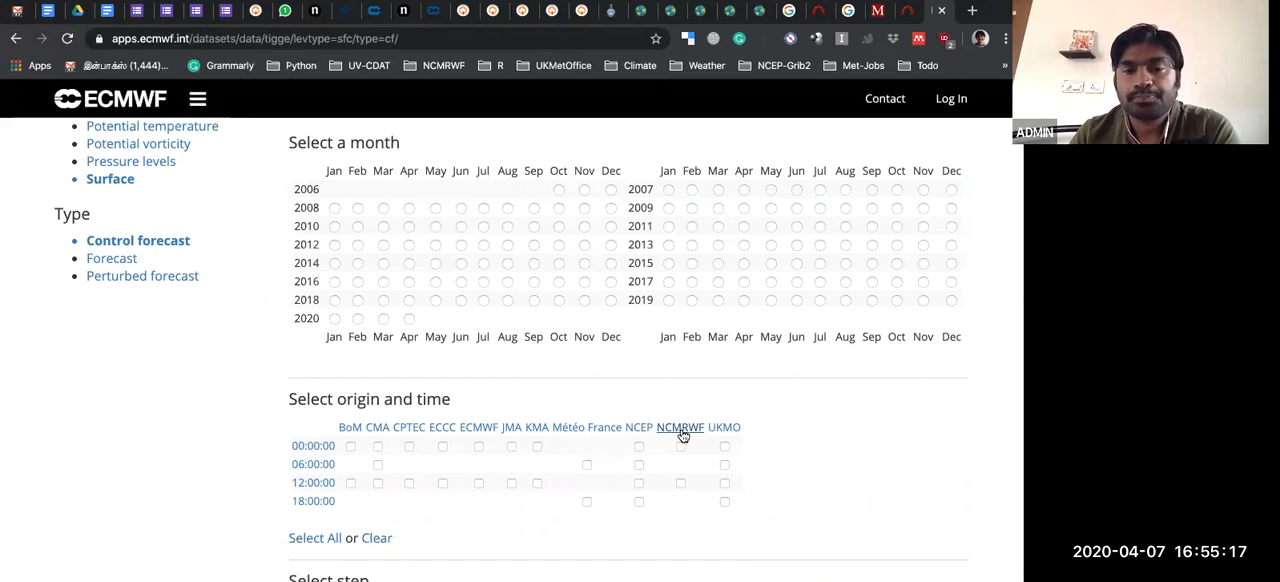 apps.ecmwf.int/datasets/data/tigge/levtype=sfc/type=cf/
2
Apps இன்பாக்ஸ் (1,444)... Grammarly Python UV-CDAT NCMRWF R UKMetOffice Climate Weather NCEP-Grib2 Met-Jobs Todo »
ECMWF Contact Log In
ADMIN
Potential temperature
Potential vorticity
Pressure levels
Surface
Type
Control forecast
Forecast
Perturbed forecast
Select a month
Jan Feb Mar Apr May Jun Jul Aug Sep Oct Nov Dec Jan Feb Mar Apr May Jun Jul Aug Sep Oct Nov Dec
2006 2007
2008 2009
2010 2011
2012 2013
2014 2015
2016 2017
2018 2019
2020
Jan Feb Mar Apr May Jun Jul Aug Sep Oct Nov Dec Jan Feb Mar Apr May Jun Jul Aug Sep Oct Nov Dec
Select origin and time
BoM CMA CPTEC ECCC ECMWF JMA KMA Météo France NCEP NCMRWF UKMO
00:00:00
06:00:00
12:00:00
18:00:00
Select All or Clear
Select step
2020-04-07 16:55:17